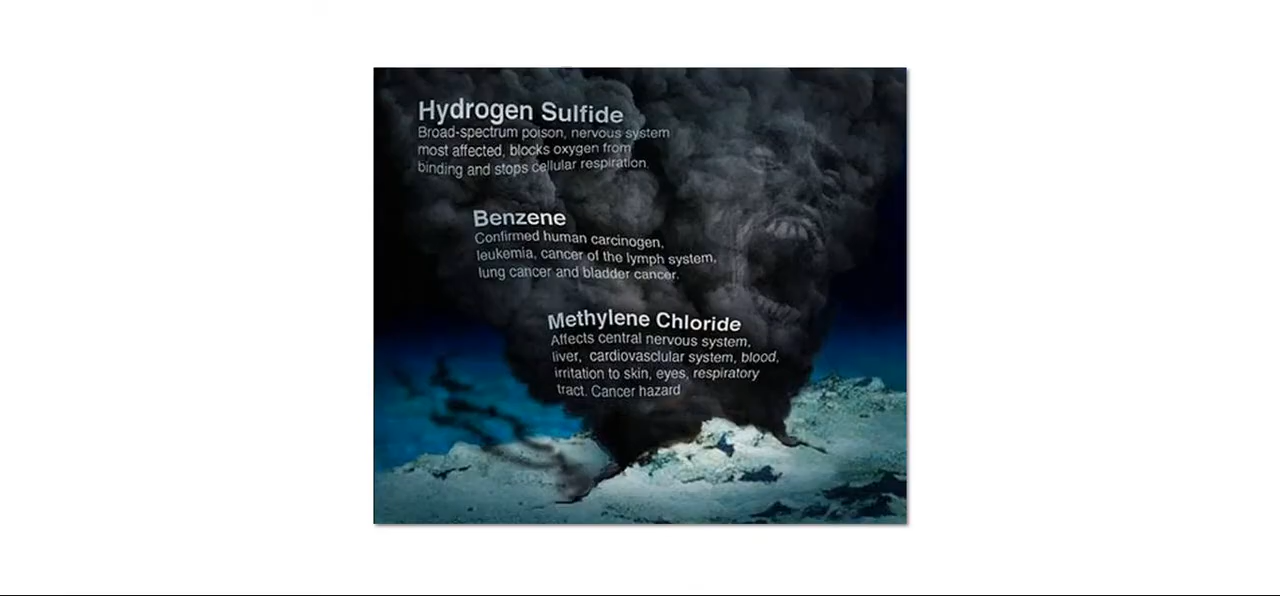 Hydrogen Sulfide
Broad-spectrum poison, nervous system
most affected, blocks oxygen from
binding and stops cellular respiration.
Benzene
Confirmed human carcinogen,
leukemia, cancer of the lymph system,
lung cancer and bladder cancer.
Methylene Chloride
Affects central nervous system,
liver, cardiovasclular system, blood,
irritation to skin, eyes, respiratory
tract. Cancer hazard